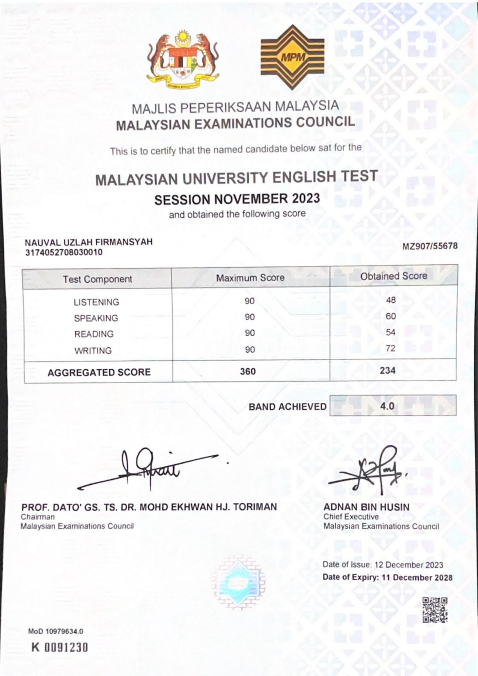 MPM
MAJLIS PEPERIKSAAN MALAYSIA
MALAYSIAN EXAMINATIONS COUNCIL
This is to certify that the named candidate below sat for the
MALAYSIAN UNIVERSITY ENGLISH TEST
SESSION NOVEMBER 2023
and obtained the following score
NAUVAL UZLAH FIRMANSYAH
3174052708030010 MZ907/55678
Test Component Maximum Score Obtained Score
LISTENING 90 48
SPEAKING 90 60
READING 90 54
WRITING 90 72
AGGREGATED SCORE 360 234
BAND ACHIEVED 4.0
PROF. DATO' GS. TS. DR. MOHD EKHWAN HJ. TORIMAN ADNAN BIN HUSIN
Chairman Chief Executive
Malaysian Examinations Council Malaysian Examinations Council
Date of Issue: 12 December 2023
Date of Expiry: 11 December 2028
MoD 10979634.0
K 0091230